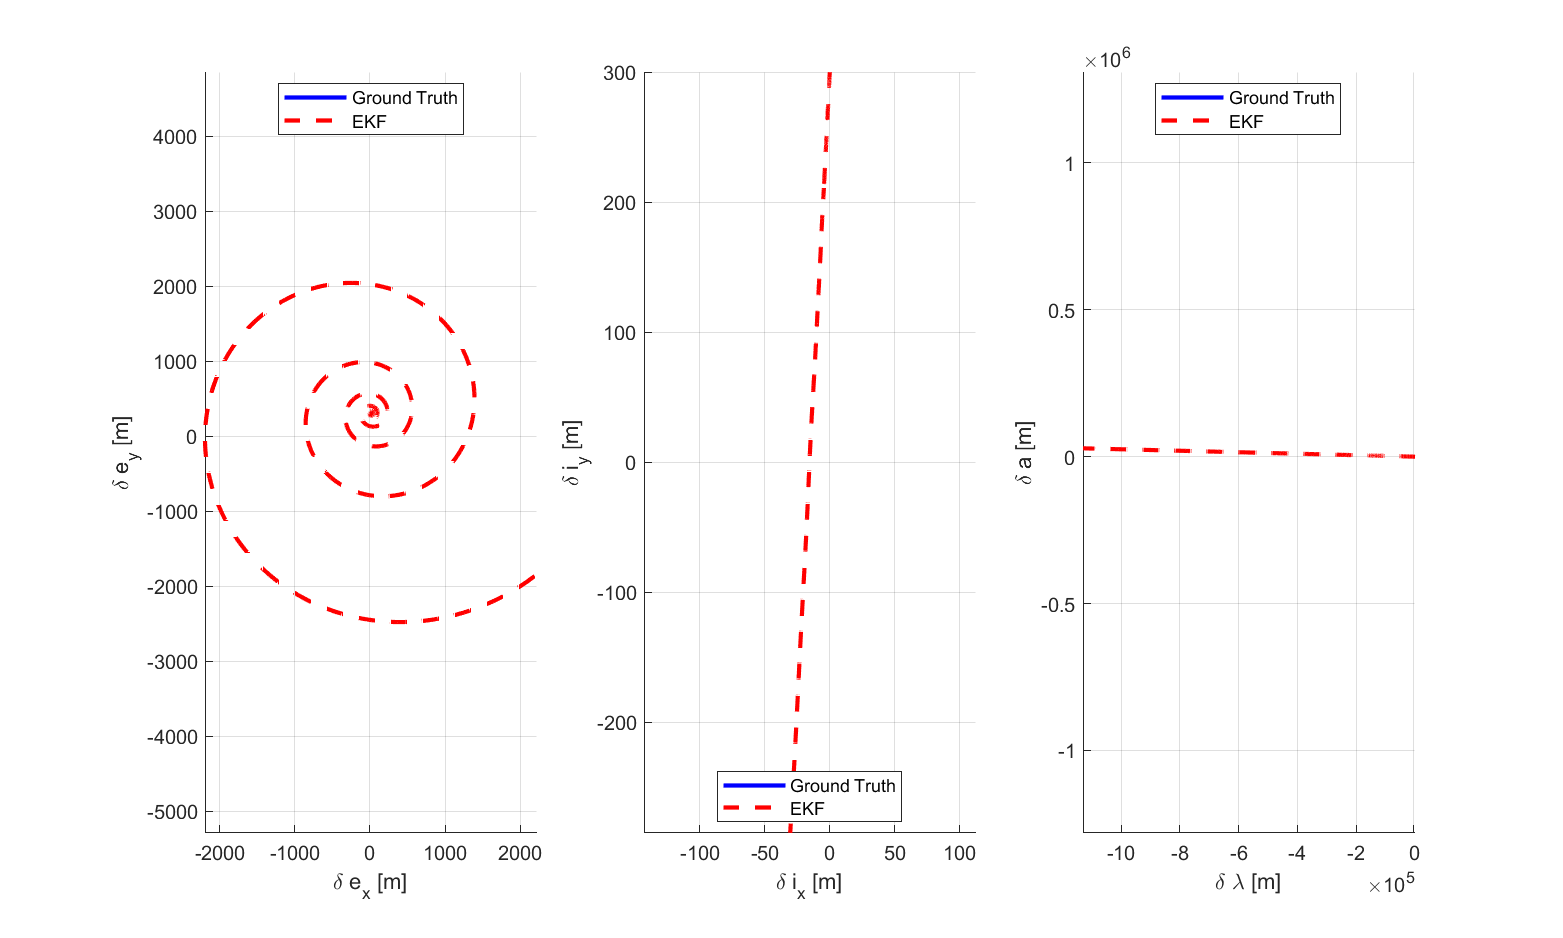 Ground Truth
EKF
4000
3000
2000
1000
0
-1000
-2000
-3000
-4000
-5000
δ e_y [m]
-2000 -1000 0 1000 2000
δ e_x [m]
300
200
100
0
-100
-200
δ i_y [m]
Ground Truth
EKF
-100 -50 0 50 100
δ i_x [m]
×10^6
Ground Truth
EKF
1
0.5
0
-0.5
-1
δ a [m]
-10 -8 -6 -4 -2 0
δ λ [m]
×10^5